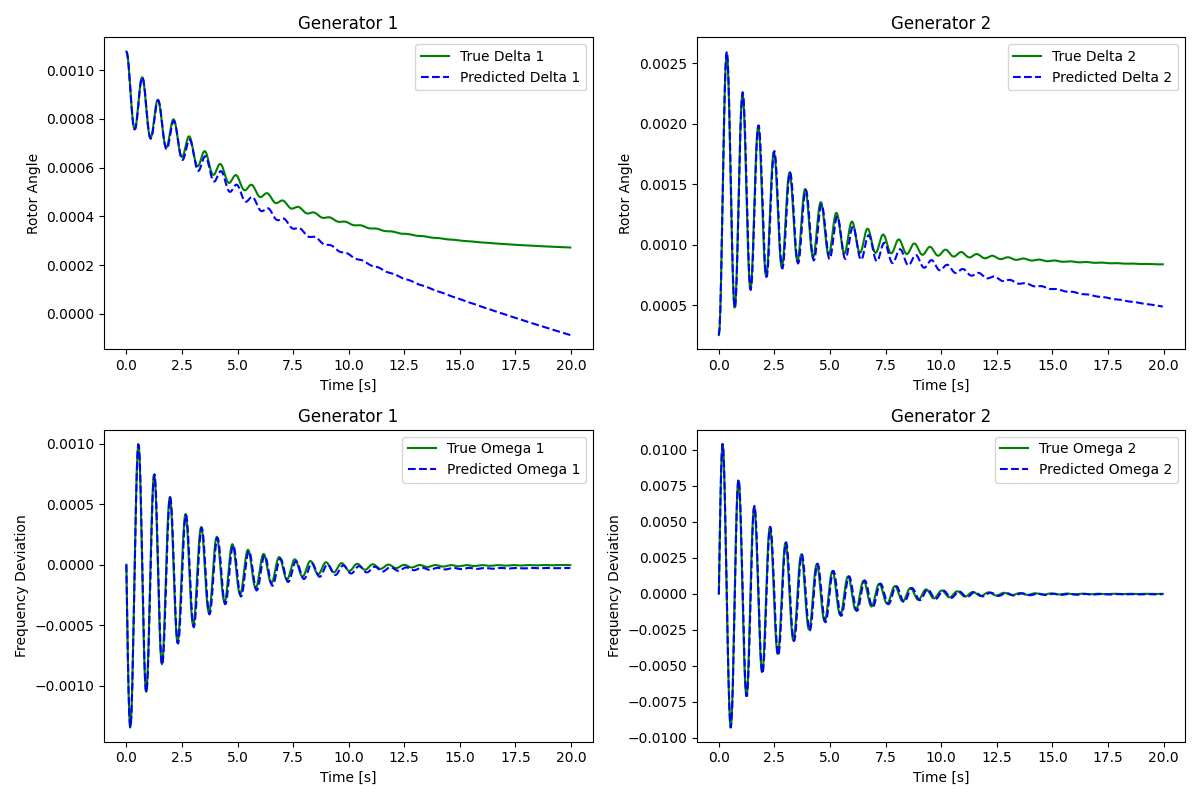 Generator 1
True Delta 1
Predicted Delta 1
Rotor Angle
0.0010
0.0008
0.0006
0.0004
0.0002
0.0000
0.0 2.5 5.0 7.5 10.0 12.5 15.0 17.5 20.0
Time [s]
Generator 2
True Delta 2
Predicted Delta 2
Rotor Angle
0.0025
0.0020
0.0015
0.0010
0.0005
0.0 2.5 5.0 7.5 10.0 12.5 15.0 17.5 20.0
Time [s]
Generator 1
True Omega 1
Predicted Omega 1
Frequency Deviation
0.0010
0.0005
0.0000
−0.0005
−0.0010
0.0 2.5 5.0 7.5 10.0 12.5 15.0 17.5 20.0
Time [s]
Generator 2
True Omega 2
Predicted Omega 2
Frequency Deviation
0.0100
0.0075
0.0050
0.0025
0.0000
−0.0025
−0.0050
−0.0075
−0.0100
0.0 2.5 5.0 7.5 10.0 12.5 15.0 17.5 20.0
Time [s]